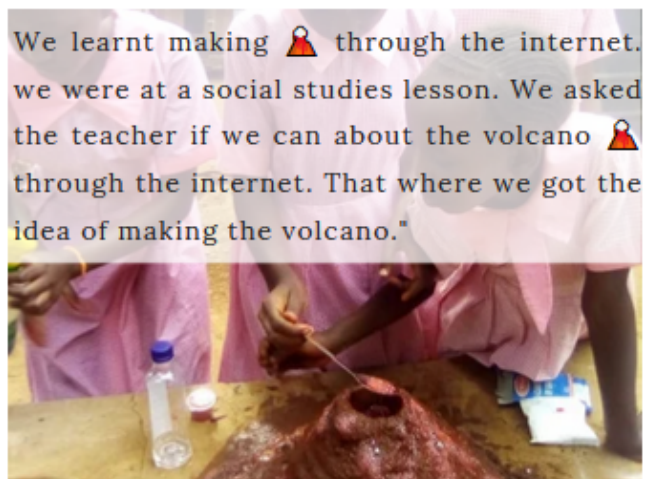 We learnt making 🌋 through the internet.
we were at a social studies lesson. We asked
the teacher if we can about the volcano 🌋
through the internet. That where we got the
idea of making the volcano."